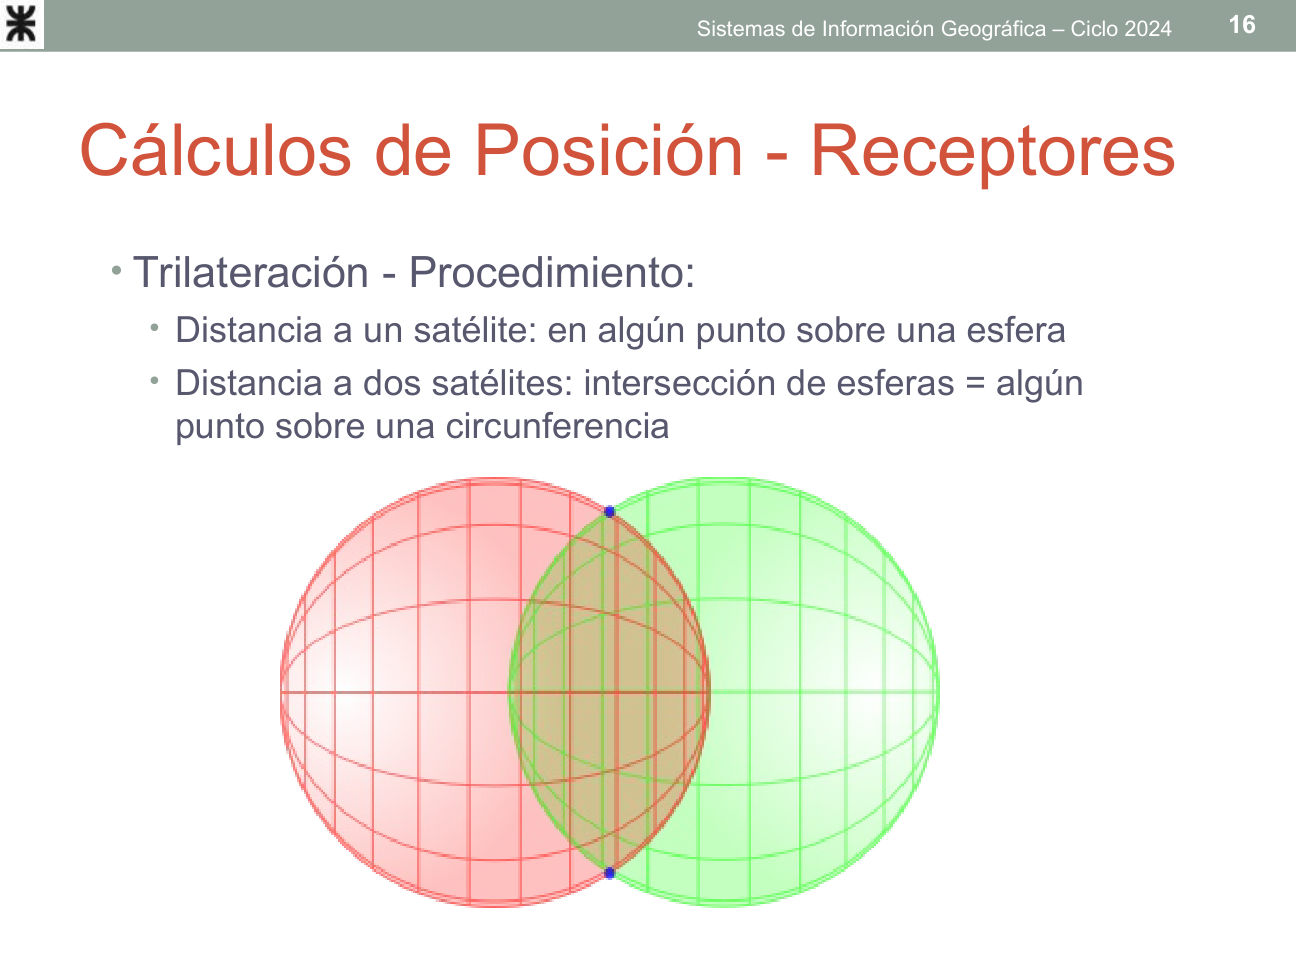 Sistemas de Información Geográfica – Ciclo 2024
16
Cálculos de Posición - Receptores
• Trilateración - Procedimiento:
• Distancia a un satélite: en algún punto sobre una esfera
• Distancia a dos satélites: intersección de esferas = algún
punto sobre una circunferencia